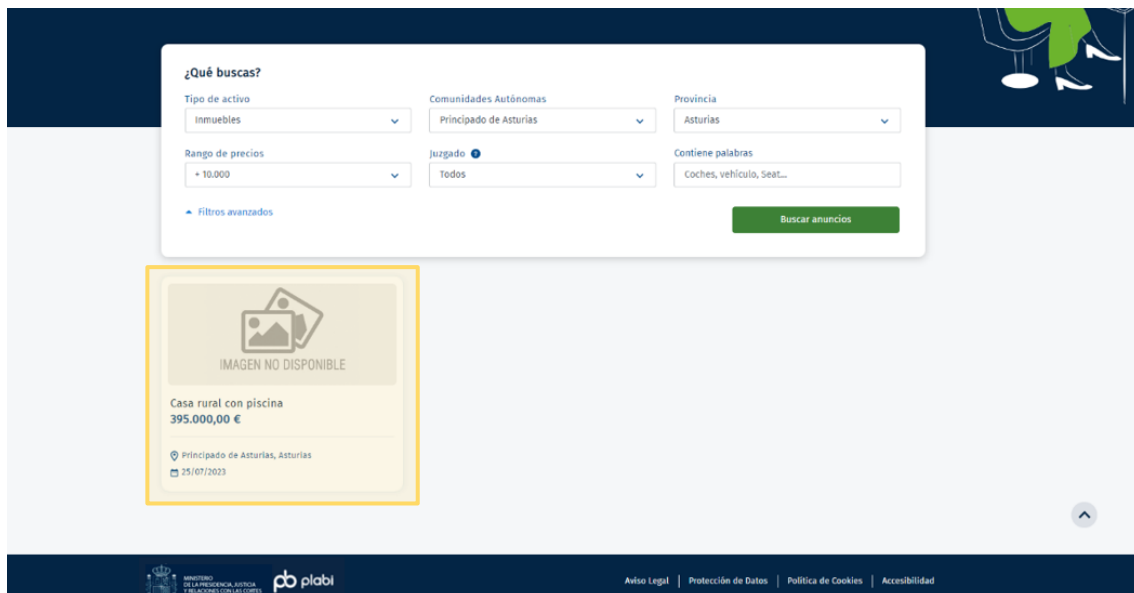 ¿Qué buscas?
Tipo de activo
Comunidades Autónomas
Provincia
Inmuebles
Principado de Asturias
Asturias
Rango de precios
Juzgado ?
Contiene palabras
+ 10.000
Todos
Coches, vehículo, Seat...
Filtros avanzados
Buscar anuncios
IMAGEN NO DISPONIBLE
Casa rural con piscina
395.000,00 €
Principado de Asturias, Asturias
25/07/2023
MINISTERIO
DE LA PRESIDENCIA, JUSTICIA
Y RELACIONES CON LAS CORTES
pb plabi
Aviso Legal | Protección de Datos | Política de Cookies | Accesibilidad